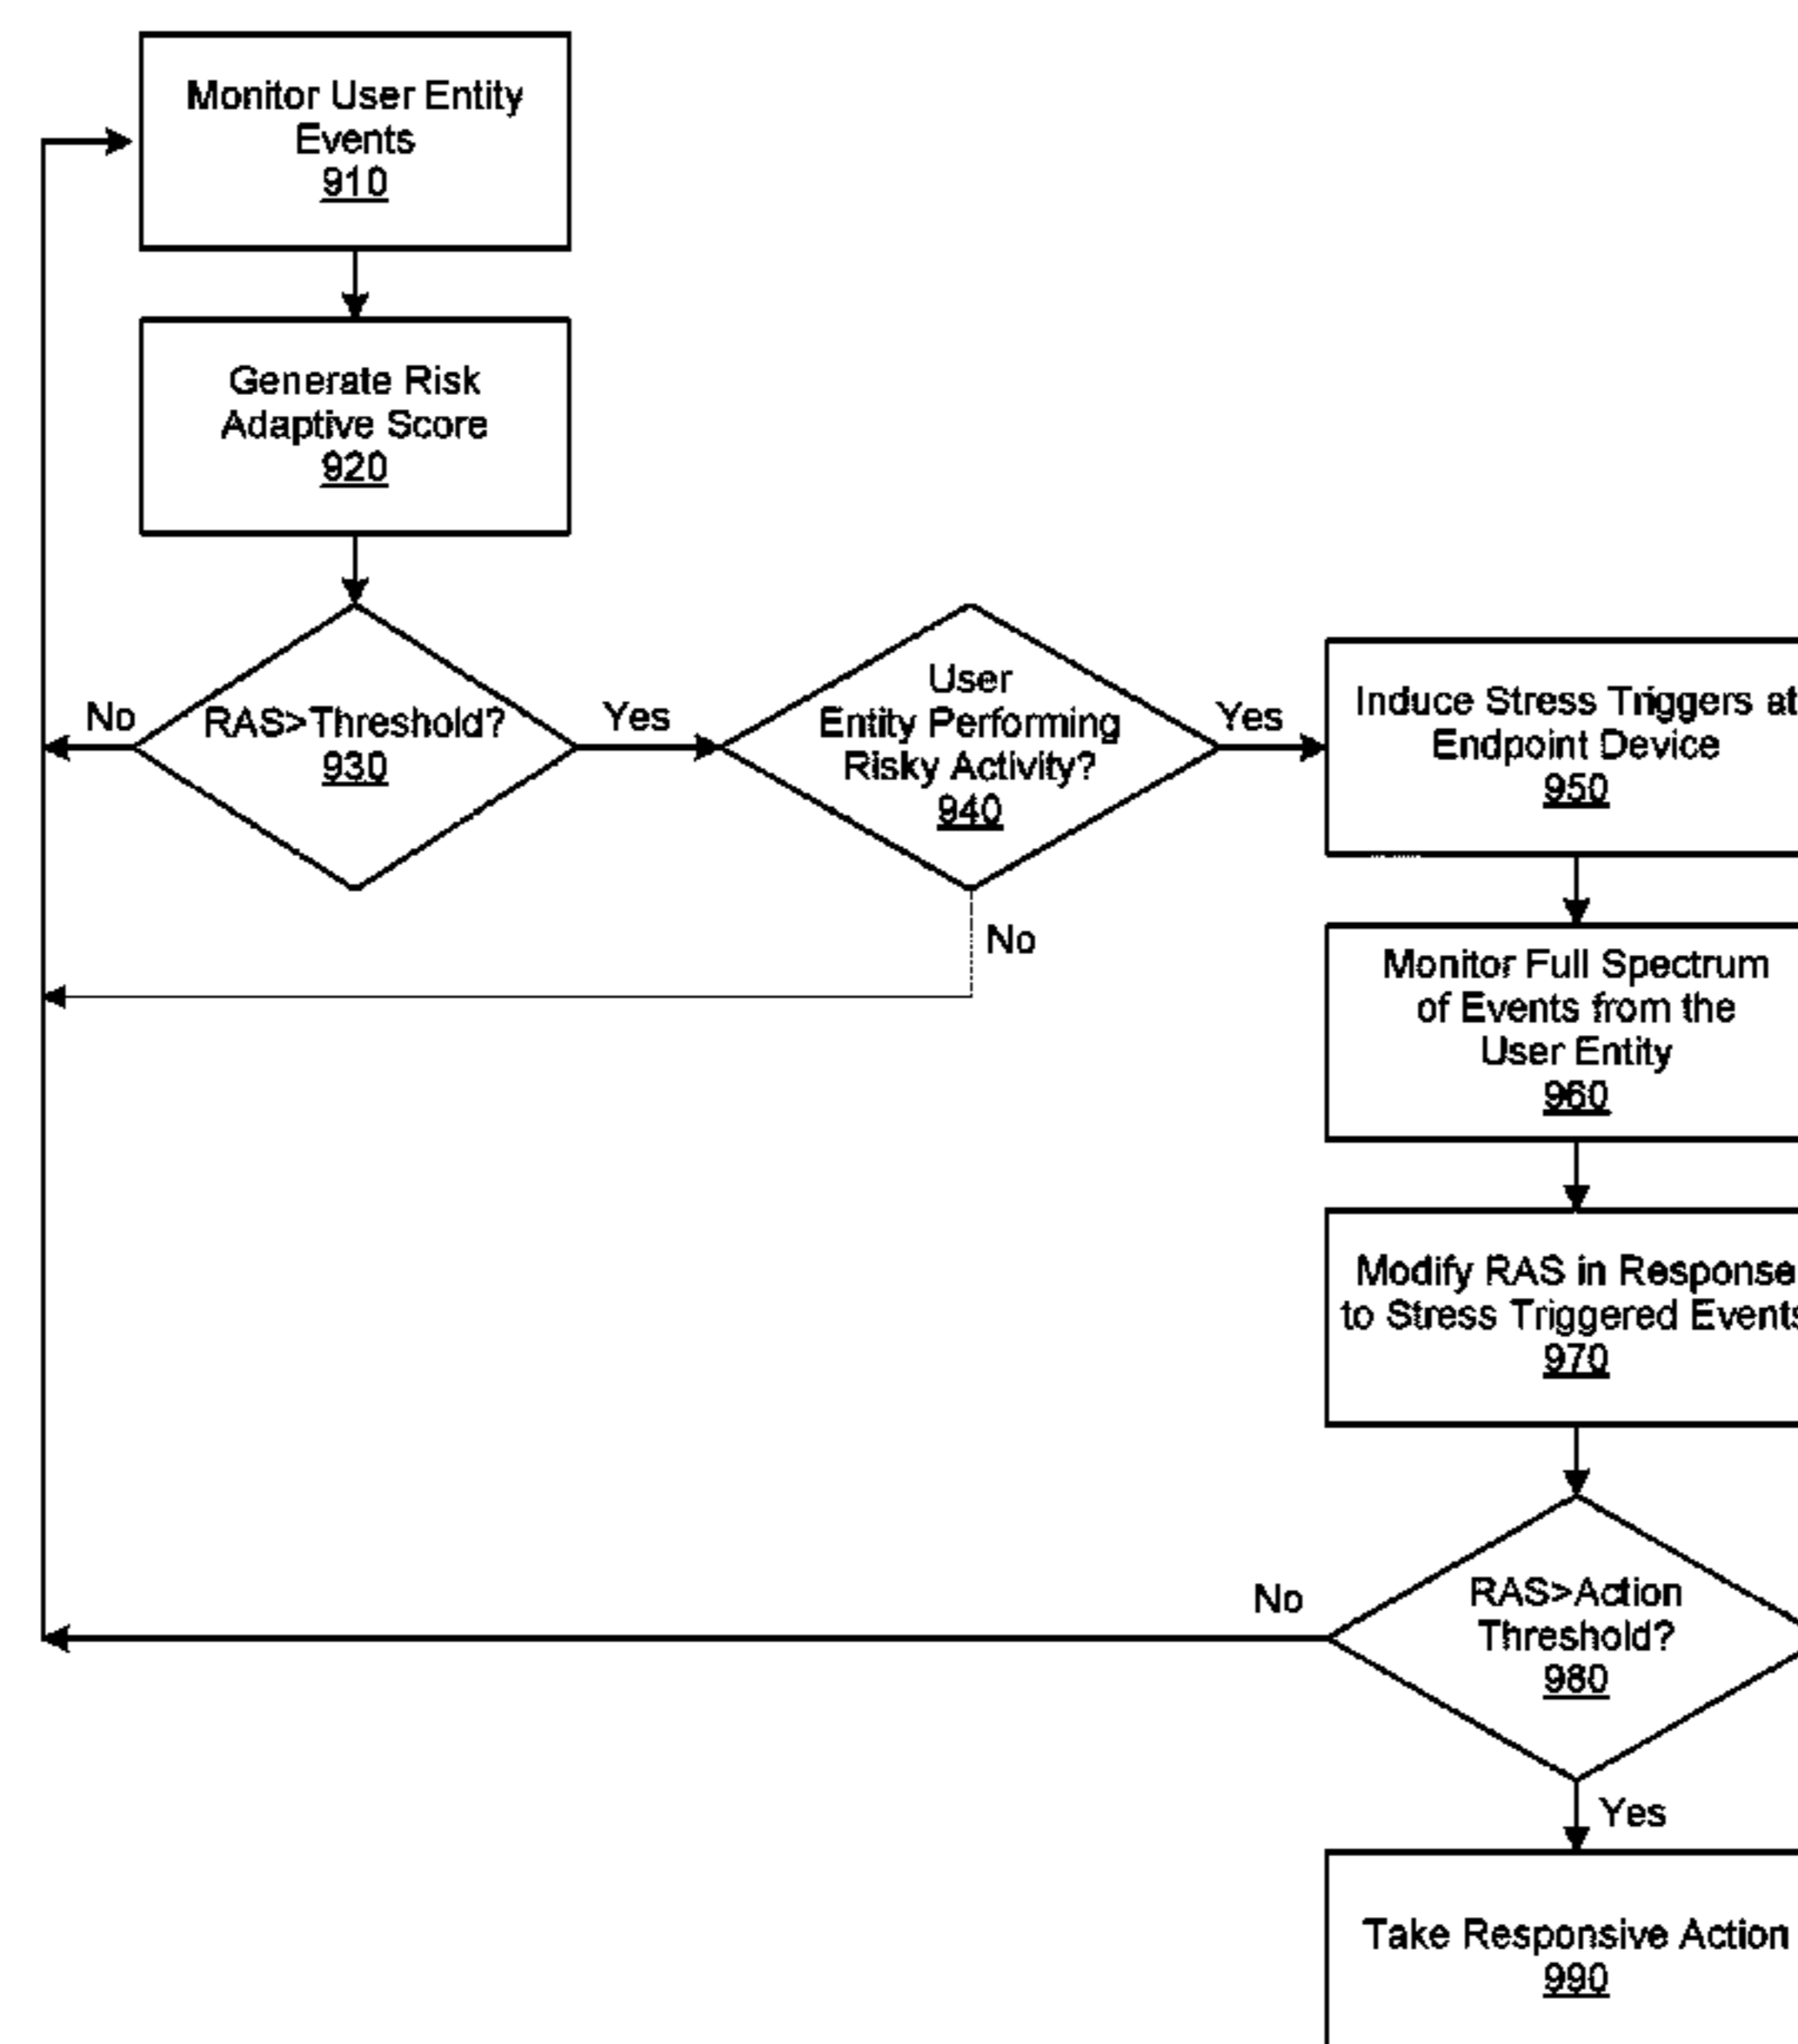 Monitor User Entity
Events
910
Generate Risk
Adaptive Score
920
No
RAS>Threshold?
930
Yes
User
Entity Performing
Risky Activity?
940
Yes
Induce Stress Triggers at
Endpoint Device
950
No
Monitor Full Spectrum
of Events from the
User Entity
960
Modify RAS in Response
to Stress Triggered Events
970
No
RAS>Action
Threshold?
980
Yes
Take Responsive Action
990